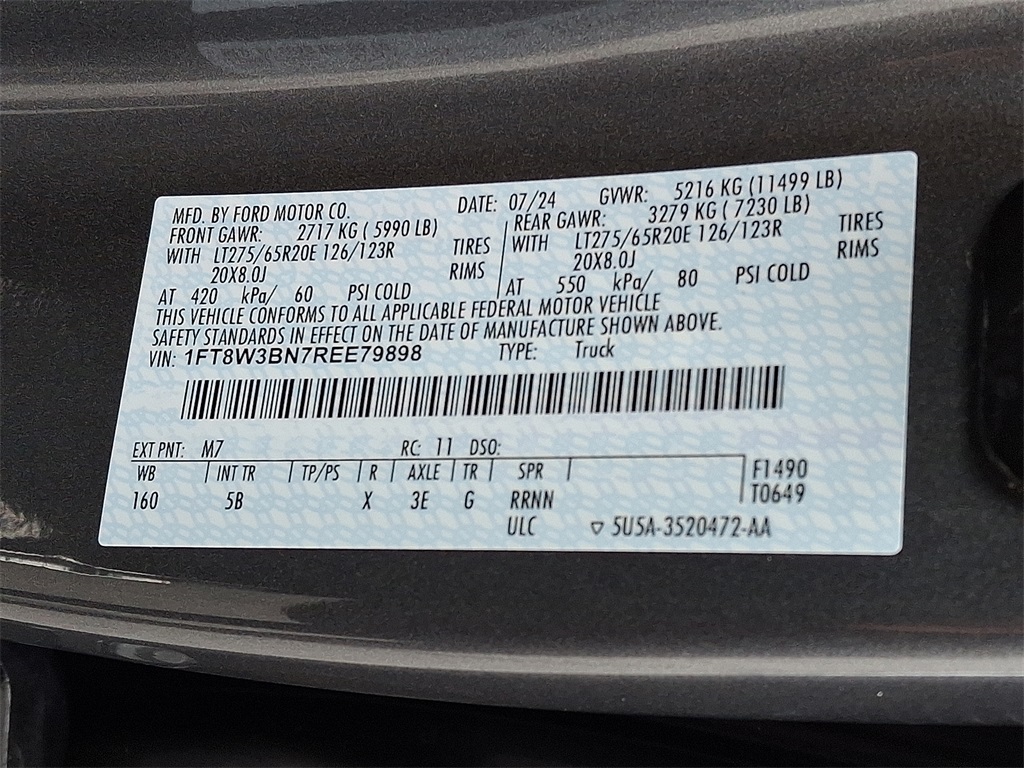 MFD. BY FORD MOTOR CO. DATE: 07/24 GVWR: 5216 KG (11499 LB)
FRONT GAWR: 2717 KG ( 5990 LB) REAR GAWR: 3279 KG ( 7230 LB)
WITH LT275/65R20E 126/123R TIRES WITH LT275/65R20E 126/123R TIRES
20X8.0J RIMS 20X8.0J RIMS
AT 420 kPa/ 60 PSI COLD AT 550 kPa/ 80 PSI COLD
THIS VEHICLE CONFORMS TO ALL APPLICABLE FEDERAL MOTOR VEHICLE
SAFETY STANDARDS IN EFFECT ON THE DATE OF MANUFACTURE SHOWN ABOVE.
VIN: 1FT8W3BN7REE79898 TYPE: Truck
EXT PNT: M7 RC: 11 DSO:
WB INT TR TP/PS R AXLE TR SPR F1490
160 5B X 3E G RRNN T0649
ULC ▽ 5U5A-3520472-AA